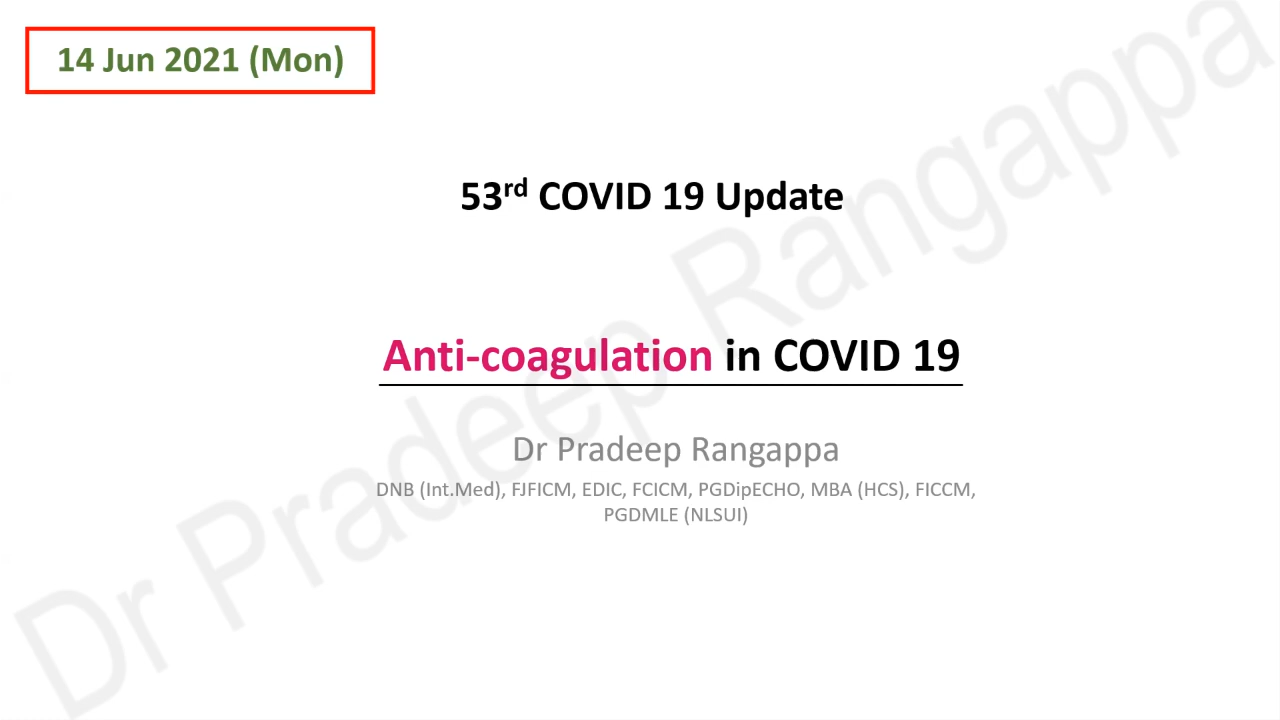 14 Jun 2021 (Mon)
53rd COVID 19 Update
Anti-coagulation in COVID 19
Dr Pradeep Rangappa
DNB (Int.Med), FJFICM, EDIC, FCICM, PGDipECHO, MBA (HCS), FICCM,
PGDMLE (NLSUI)
Dr Pradeep Rangappa